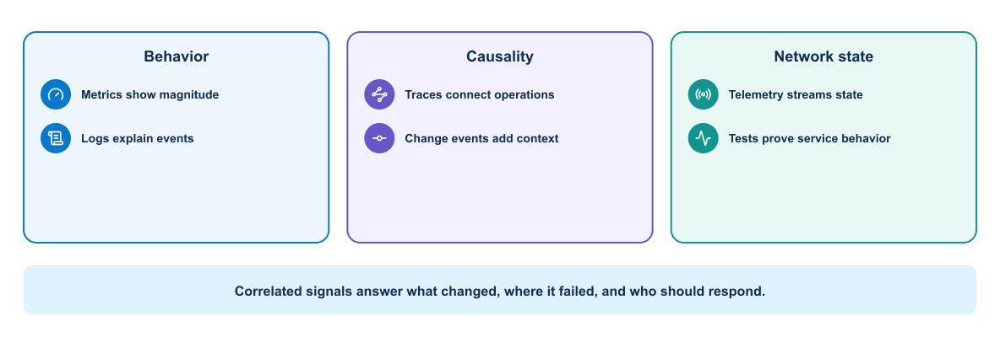 Behavior
Metrics show magnitude
Logs explain events
Causality
Traces connect operations
Change events add context
Network state
Telemetry streams state
Tests prove service behavior
Correlated signals answer what changed, where it failed, and who should respond.